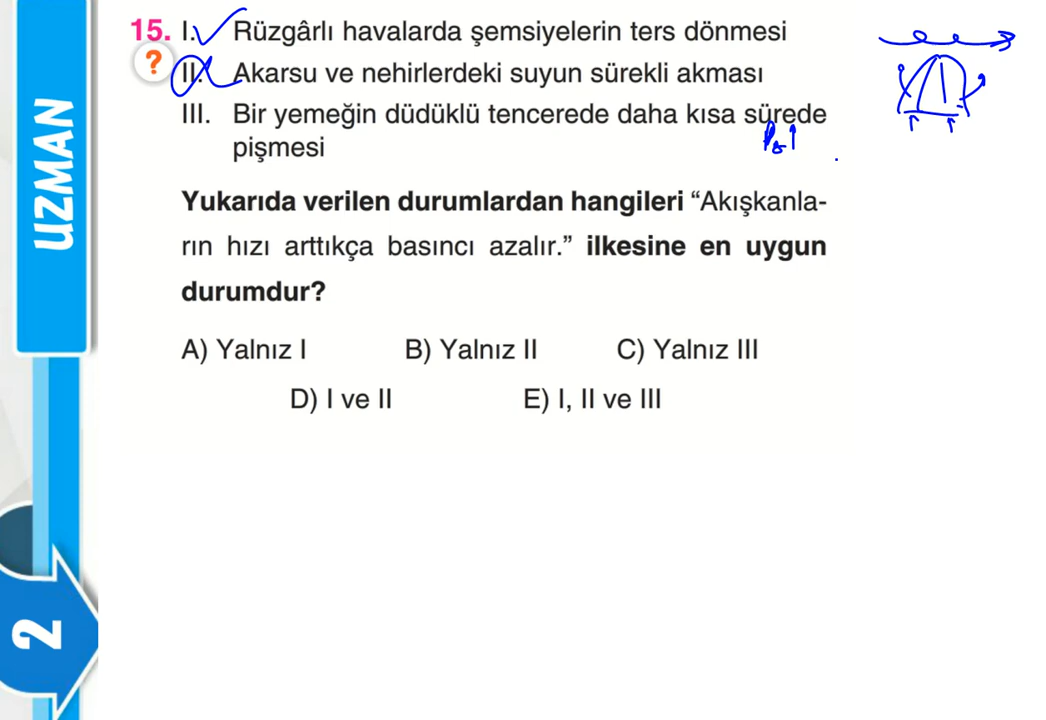 UZMAN
2
15. I. Rüzgârlı havalarda şemsiyelerin ters dönmesi
?
II. Akarsu ve nehirlerdeki suyun sürekli akması
III. Bir yemeğin düdüklü tencerede daha kısa sürede
pişmesi
Yukarıda verilen durumlardan hangileri “Akışkanla-
rın hızı arttıkça basıncı azalır.” ilkesine en uygun
durumdur?
A) Yalnız I B) Yalnız II C) Yalnız III
D) I ve II E) I, II ve III